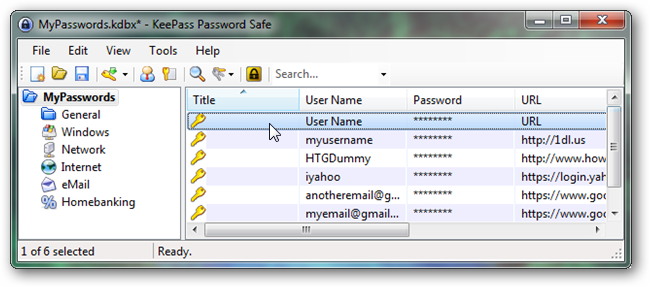 MyPasswords.kdbx* - KeePass Password Safe
File Edit View Tools Help
Search...
MyPasswords
General
Windows
Network
Internet
eMail
Homebanking
Title User Name Password URL
User Name ******** URL
myusername ******** http://1dl.us
HTGDummy ******** http://www.how
iyahoo ******** https://login.yah
anotheremail@g... ******** https://www.goo
myemail@gmail... ******** https://www.goo
1 of 6 selected Ready.